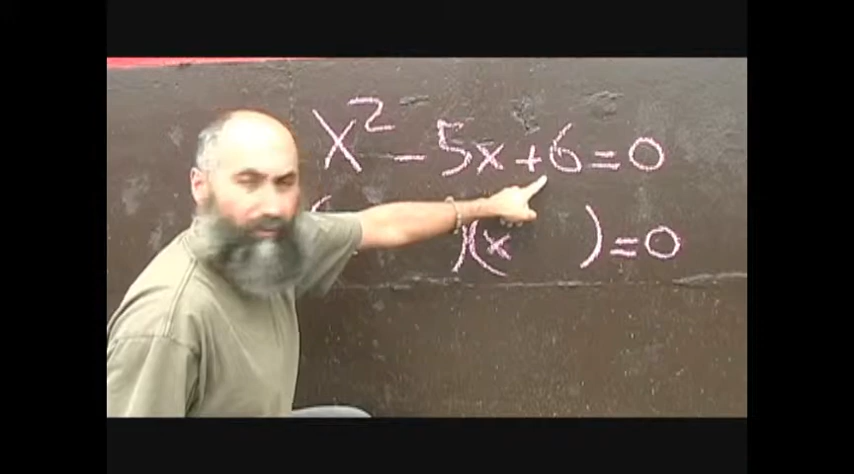 x² - 5x + 6 = 0
( )(x ) = 0